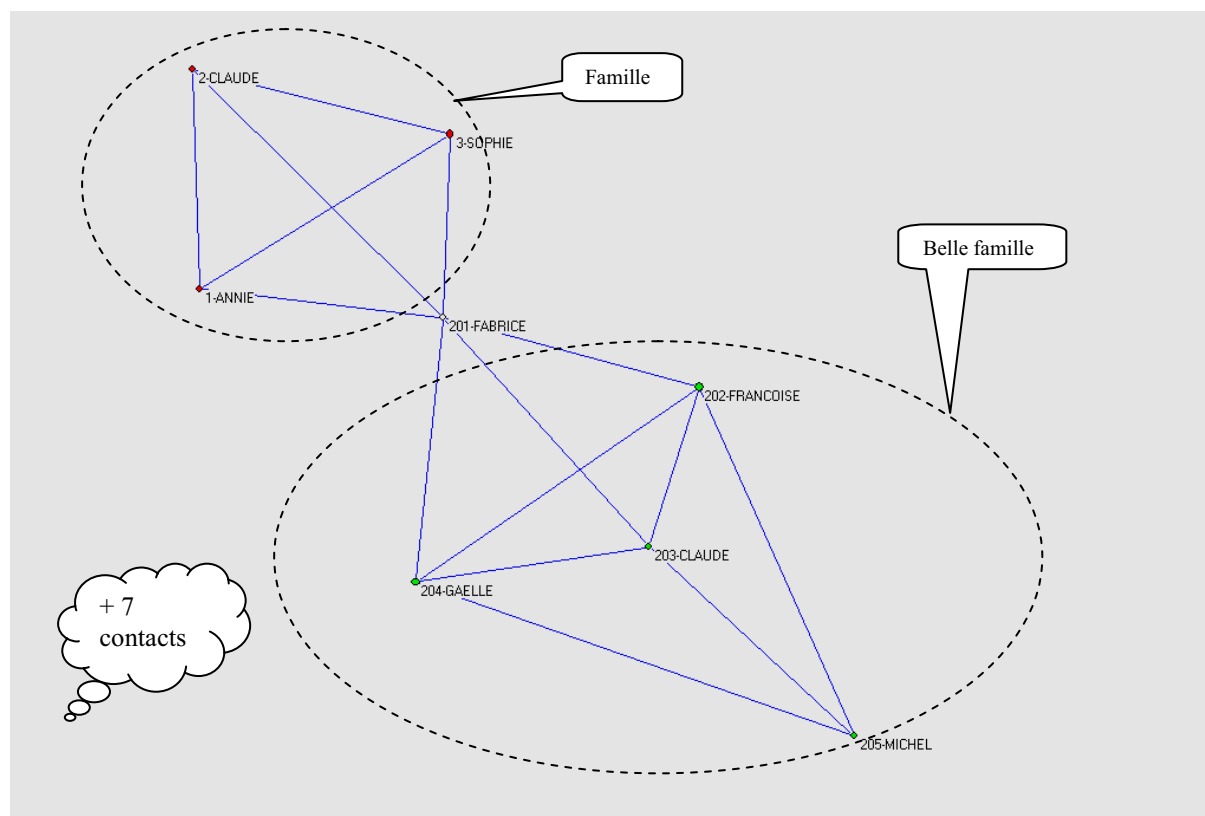 2-CLAUDE
Famille
3-SOPHIE
Belle famille
1-ANNIE
201-FABRICE
202-FRANCOISE
203-CLAUDE
204-GAELLE
+ 7
contacts
205-MICHEL